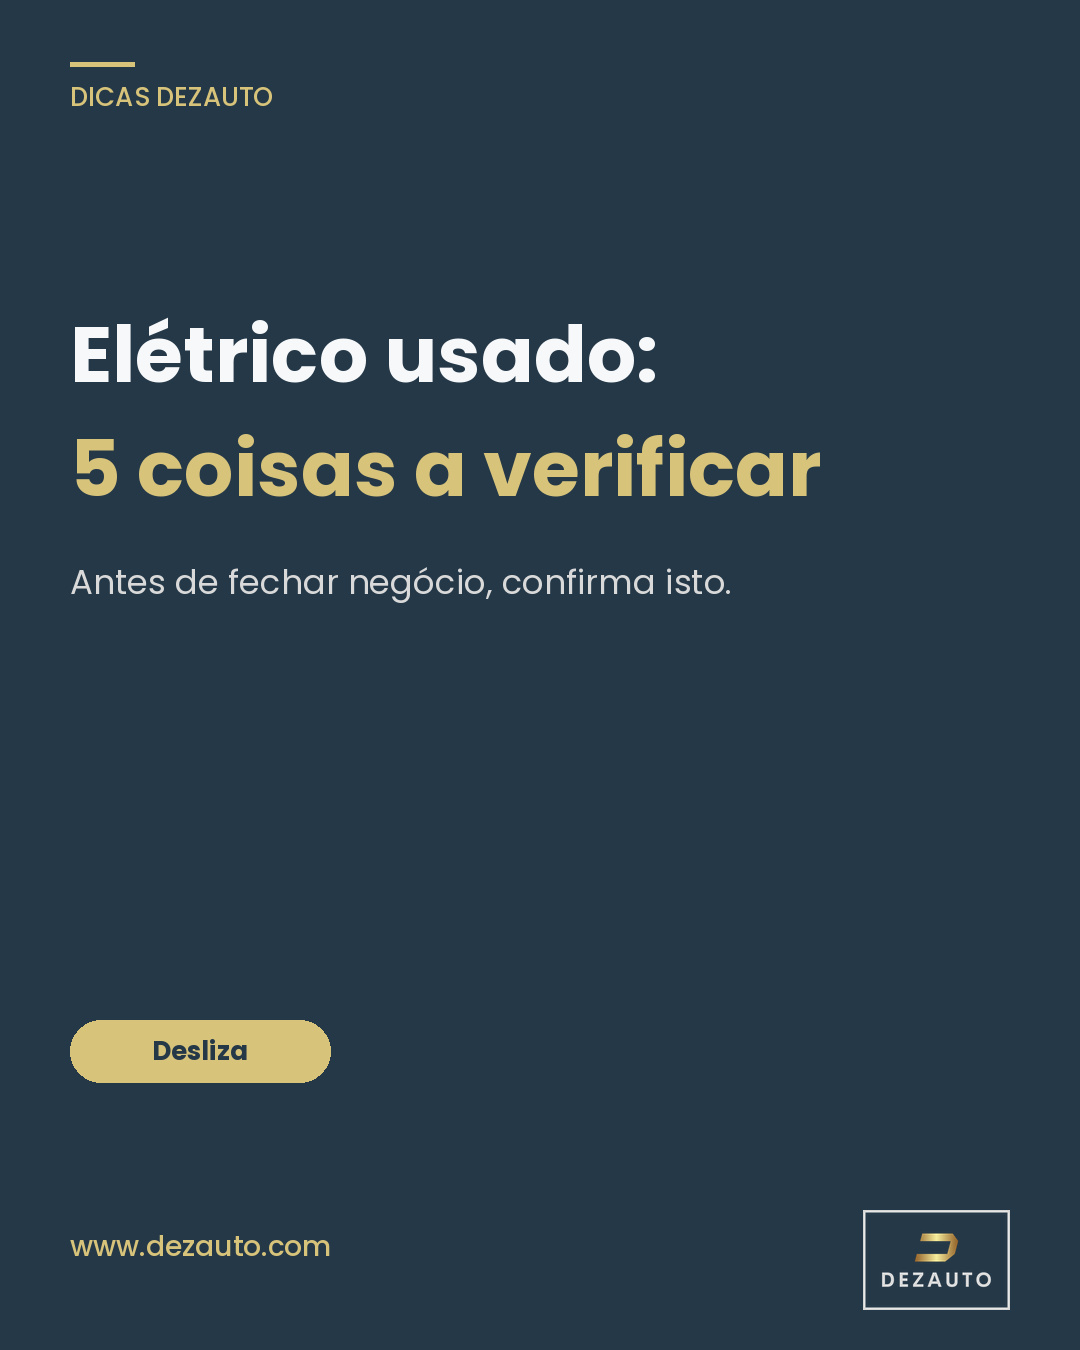 DICAS DEZAUTO
Elétrico usado:
5 coisas a verificar
Antes de fechar negócio, confirma isto.
Desliza
www.dezauto.com
DEZAUTO